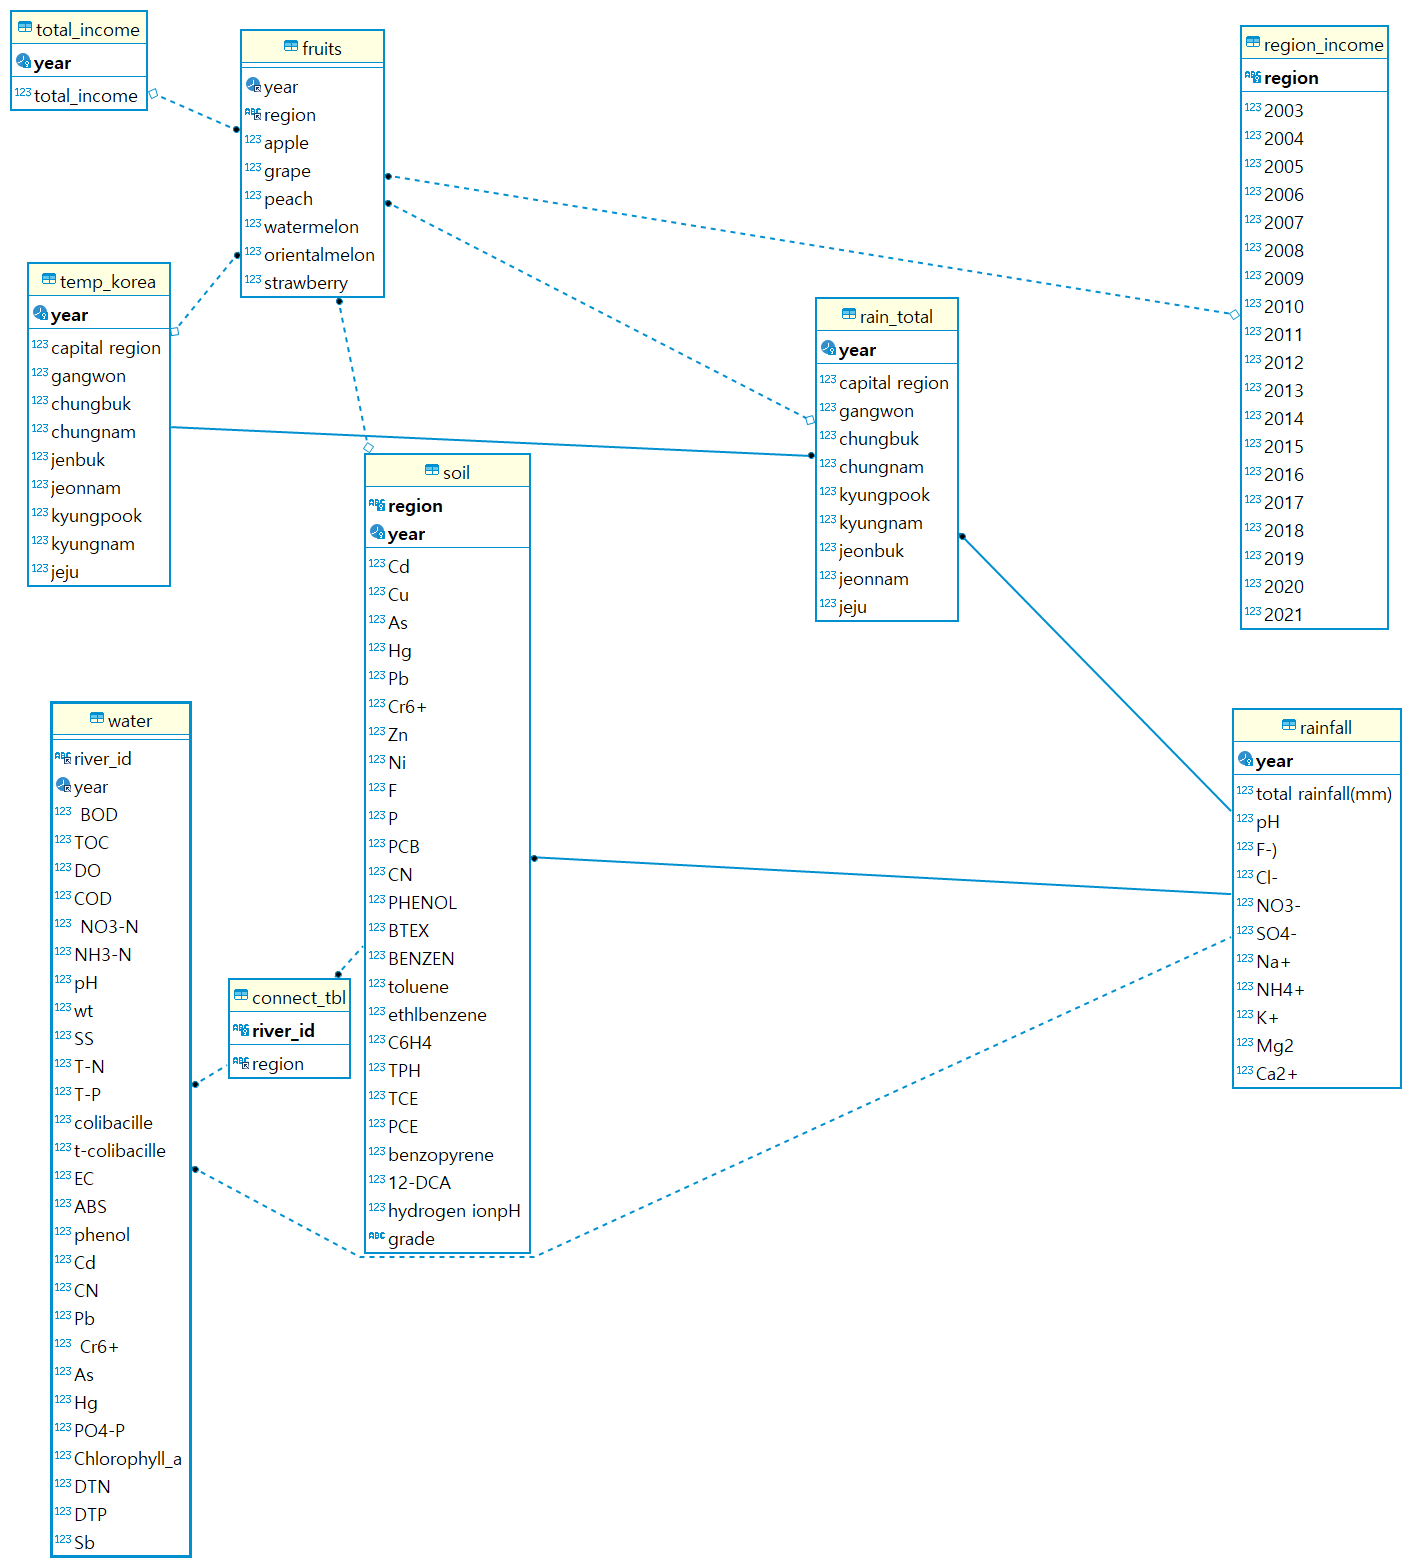 total_income
year
total_income
fruits
year
region
apple
grape
peach
watermelon
orientalmelon
strawberry
region_income
region
2003
2004
2005
2006
2007
2008
2009
2010
2011
2012
2013
2014
2015
2016
2017
2018
2019
2020
2021
temp_korea
year
capital region
gangwon
chungbuk
chungnam
jenbuk
jeonnam
kyungpook
kyungnam
jeju
rain_total
year
capital region
gangwon
chungbuk
chungnam
kyungpook
kyungnam
jeonbuk
jeonnam
jeju
soil
region
year
Cd
Cu
As
Hg
Pb
Cr6+
Zn
Ni
F
P
PCB
CN
PHENOL
BTEX
BENZEN
toluene
ethlbenzene
C6H4
TPH
TCE
PCE
benzopyrene
12-DCA
hydrogen ionpH
grade
water
river_id
year
BOD
TOC
DO
COD
NO3-N
NH3-N
pH
wt
SS
T-N
T-P
colibacille
t-colibacille
EC
ABS
phenol
Cd
CN
Pb
Cr6+
As
Hg
PO4-P
Chlorophyll_a
DTN
DTP
Sb
connect_tbl
river_id
region
rainfall
year
total rainfall(mm)
pH
F-)
Cl-
NO3-
SO4-
Na+
NH4+
K+
Mg2
Ca2+